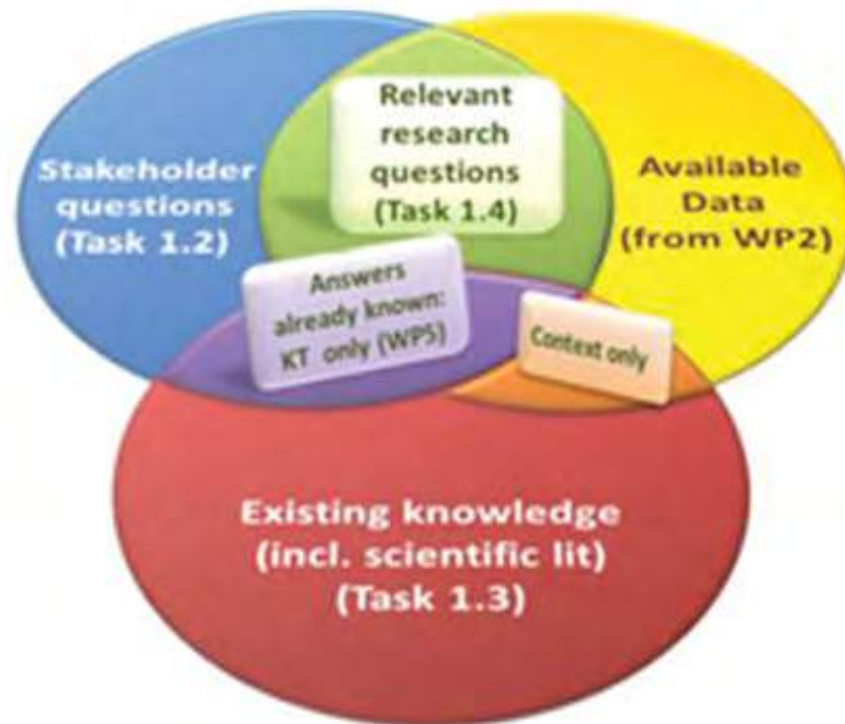 Relevant
research
questions
(Task 1.4)
Stakeholder
questions
(Task 1.2)
Available
Data
(from WP2)
Answers
already known:
KT only (WP5)
Context only
Existing knowledge
(incl. scientific lit)
(Task 1.3)